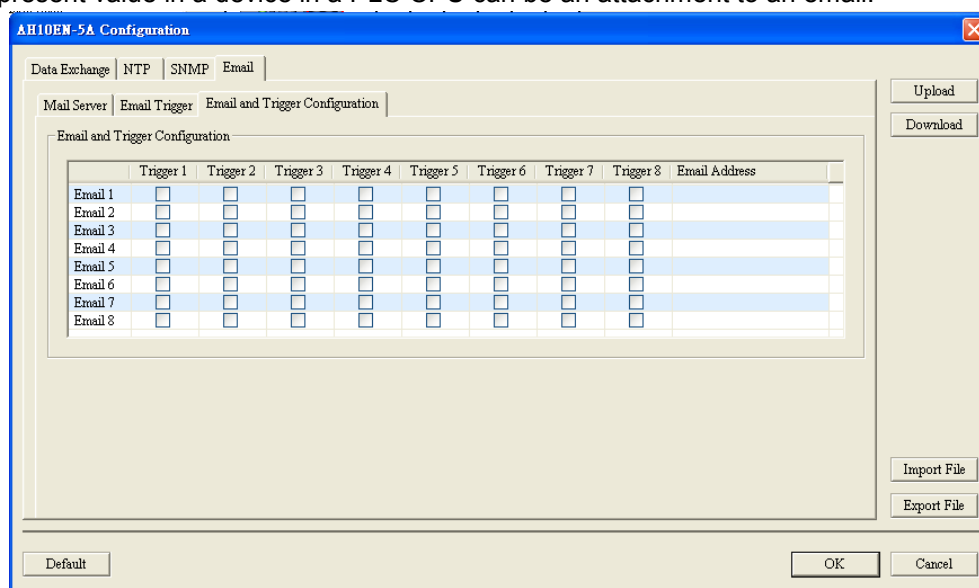 present value in a device in a PLC CPU can be an attachment to an email.
AH10EN-5A Configuration
Data Exchange NTP SNMP Email
Upload
Mail Server Email Trigger Email and Trigger Configuration
Download
Email and Trigger Configuration
Trigger 1 Trigger 2 Trigger 3 Trigger 4 Trigger 5 Trigger 6 Trigger 7 Trigger 8 Email Address
Email 1
Email 2
Email 3
Email 4
Email 5
Email 6
Email 7
Email 8
Import File
Export File
Default OK Cancel